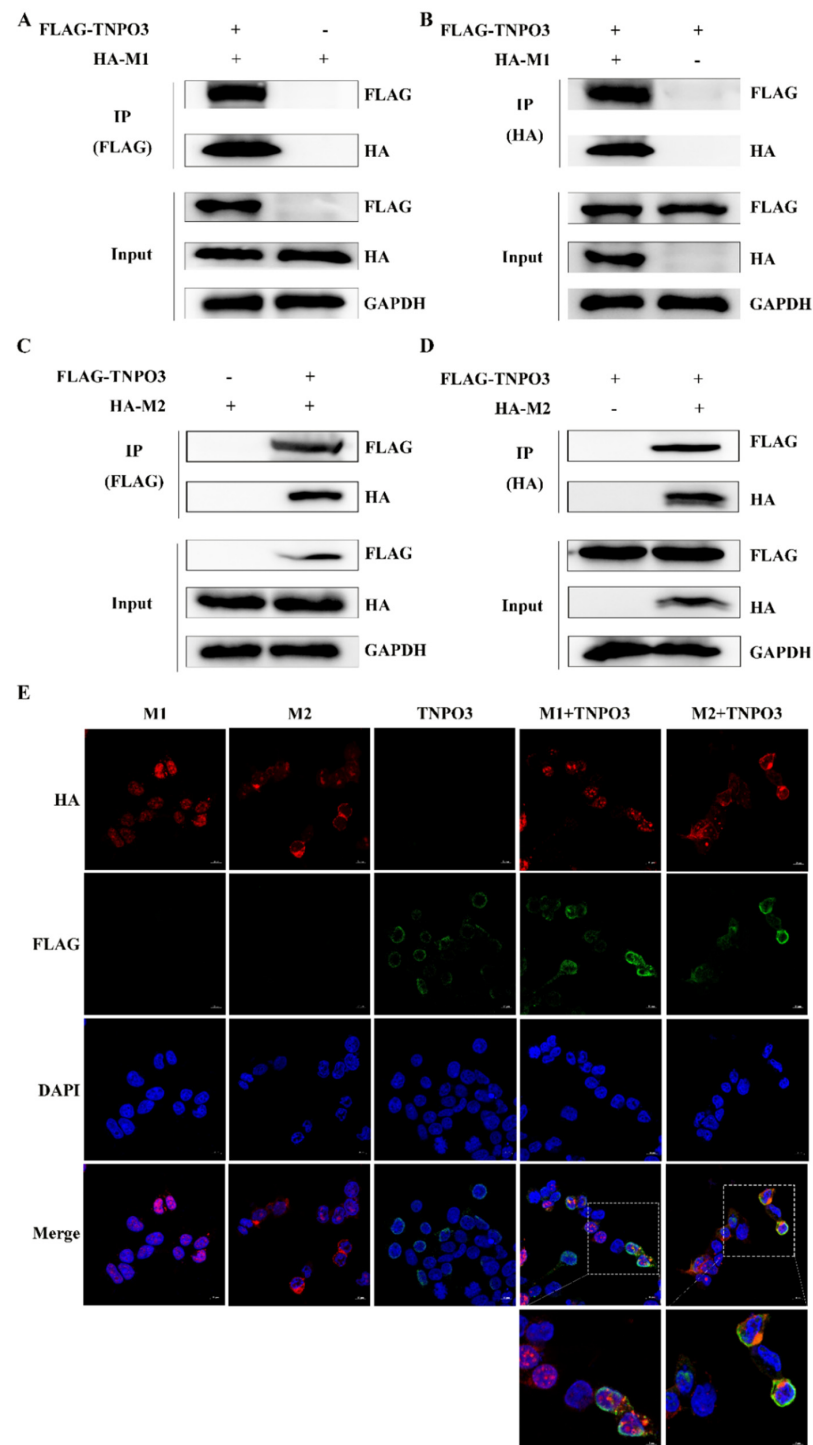 A
FLAG-TNPO3 + -
HA-M1 + +
IP
(FLAG)
FLAG
HA
Input
FLAG
HA
GAPDH
B
FLAG-TNPO3 + +
HA-M1 + -
IP
(HA)
FLAG
HA
Input
FLAG
HA
GAPDH
C
FLAG-TNPO3 - +
HA-M2 + +
IP
(FLAG)
FLAG
HA
Input
FLAG
HA
GAPDH
D
FLAG-TNPO3 + +
HA-M2 - +
IP
(HA)
FLAG
HA
Input
FLAG
HA
GAPDH
E
M1 M2 TNPO3 M1+TNPO3 M2+TNPO3
HA
FLAG
DAPI
Merge